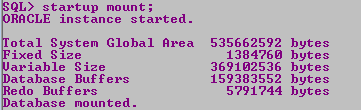 SQL> startup mount;
ORACLE instance started.
Total System Global Area  535662592 bytes
Fixed Size                  1384760 bytes
Variable Size             369102536 bytes
Database Buffers          159383552 bytes
Redo Buffers                5791744 bytes
Database mounted.